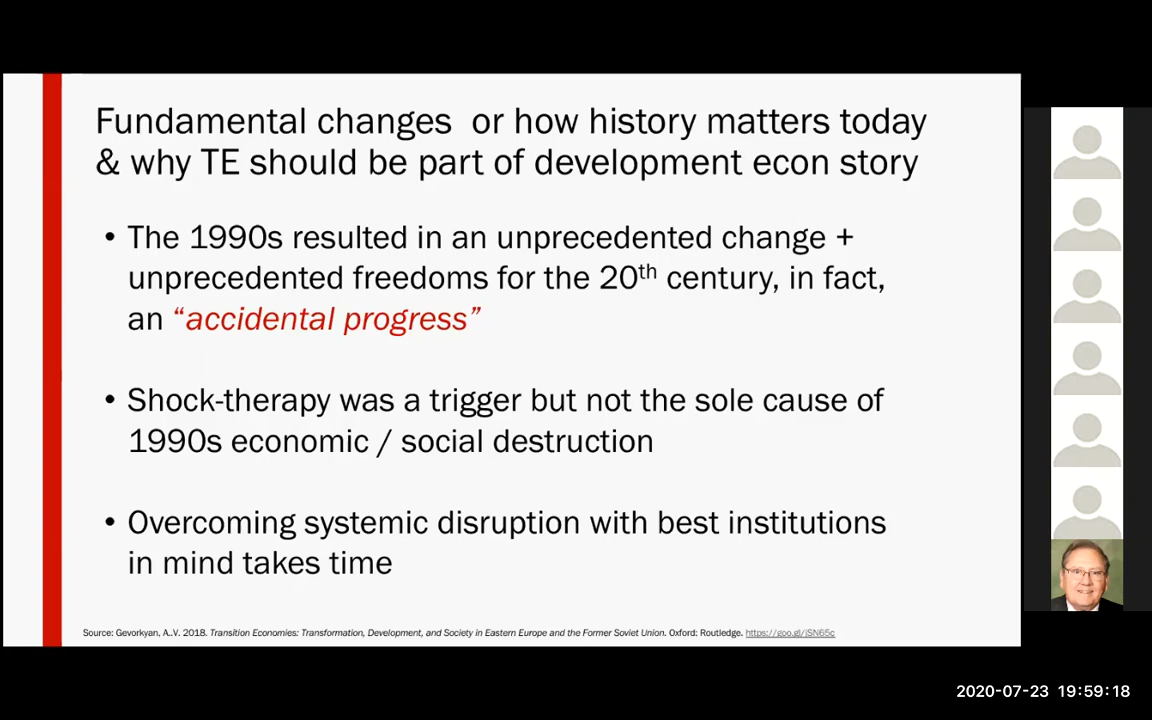 Fundamental changes or how history matters today
& why TE should be part of development econ story
• The 1990s resulted in an unprecedented change +
unprecedented freedoms for the 20th century, in fact,
an “accidental progress”
• Shock-therapy was a trigger but not the sole cause of
1990s economic / social destruction
• Overcoming systemic disruption with best institutions
in mind takes time
Source: Gevorkyan, A..V. 2018. Transition Economies: Transformation, Development, and Society in Eastern Europe and the Former Soviet Union. Oxford: Routledge. https://goo.gl/jSN65c
2020-07-23 19:59:18